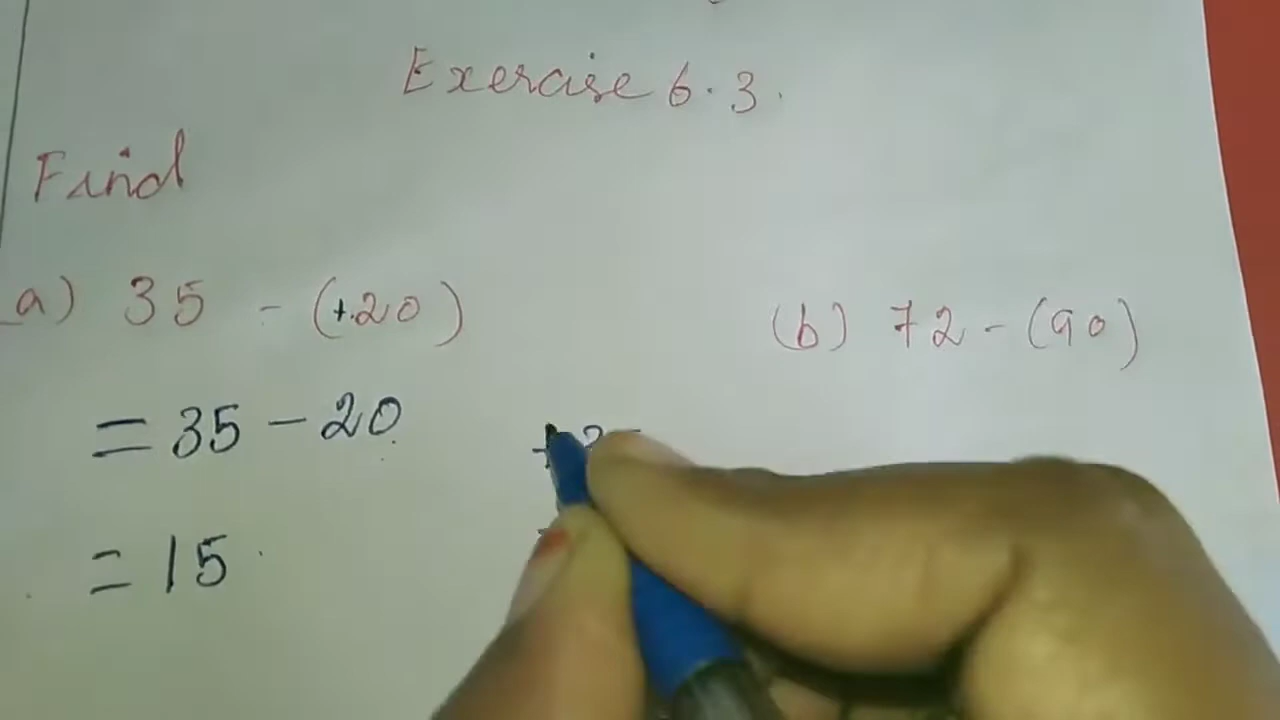 Exercise 6.3.
Find
a) 35 - (+20)
(b) 72 - (90)
= 35 - 20
= 15